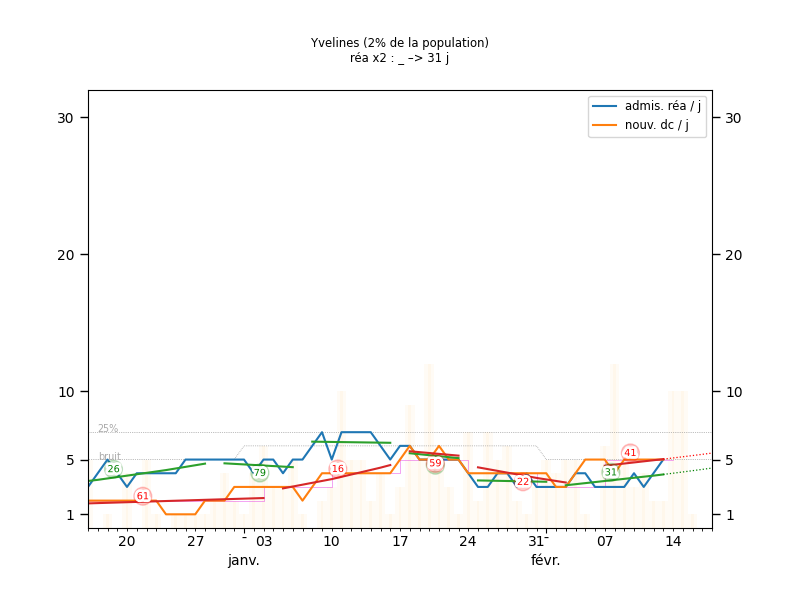 Yvelines (2% de la population)
réa x2 : _ –> 31 j
admis. réa / j
nouv. dc / j
30 30
20 20
10 10
25%
bruit
5 5
26 79 16 59 22 31 41
61
1 1
20 27 - 03 10 17 24 31- 07 14
janv. févr.